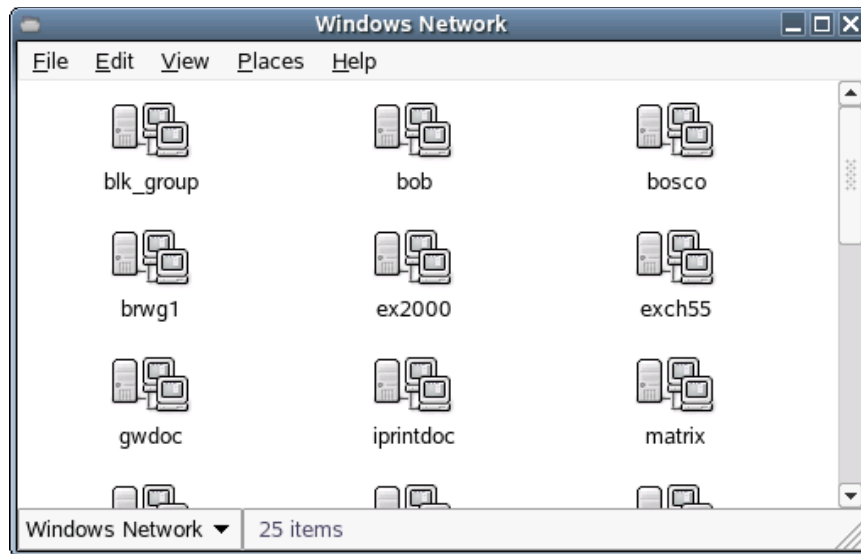 Windows Network
File Edit View Places Help
blk_group bob bosco
brwg1 ex2000 exch55
gwdoc iprintdoc matrix
Windows Network 25 items